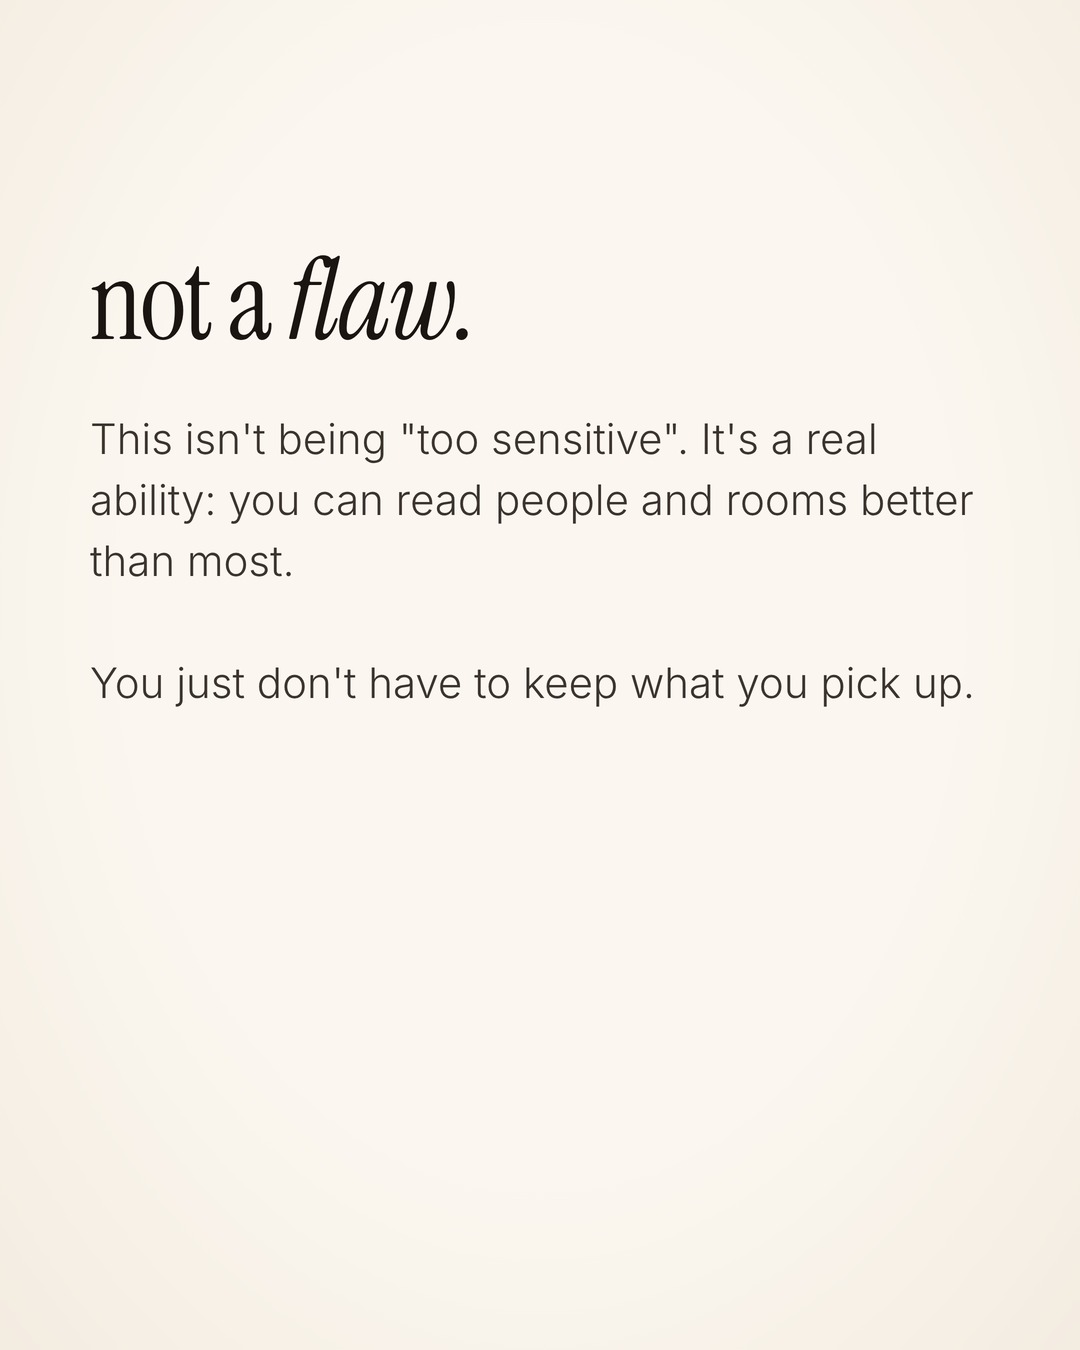 not a flaw.
This isn't being "too sensitive". It's a real
ability: you can read people and rooms better
than most.
You just don't have to keep what you pick up.